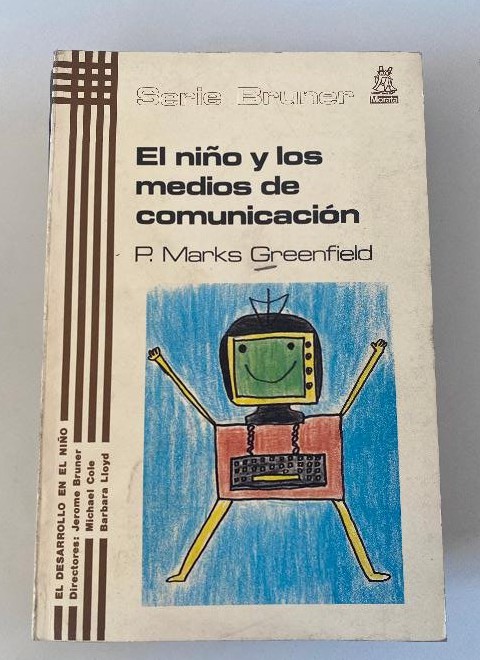 Serie Bruner
Morata
El niño y los
medios de
comunicación
P. Marks Greenfield
EL DESARROLLO EN EL NIÑO
Directores: Jerome Bruner
Michael Cole
Barbara Lloyd